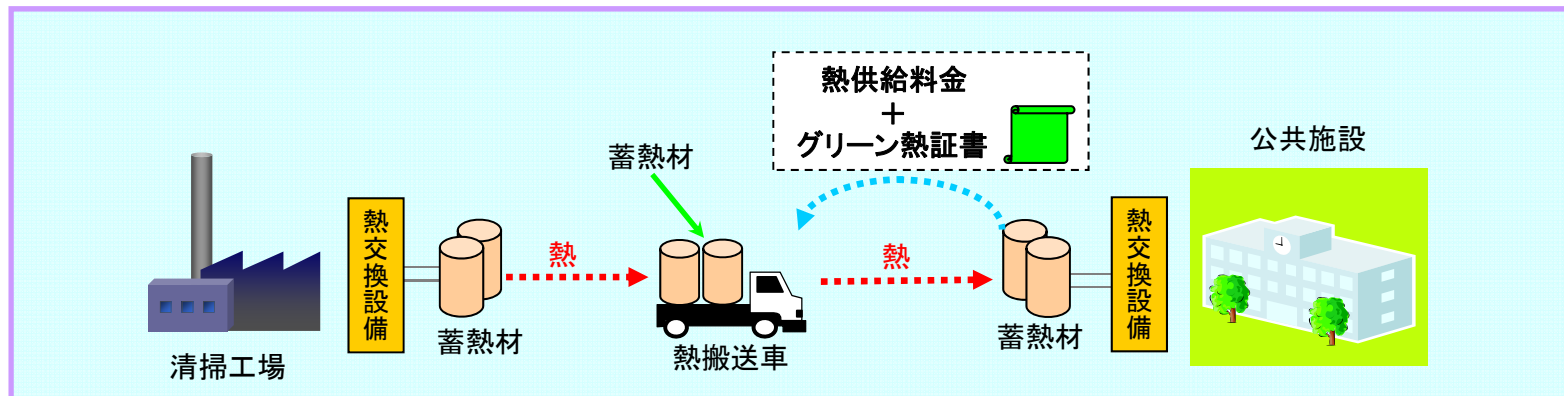 熱供給料金
＋
グリーン熱証書
公共施設
蓄熱材
熱交換設備
熱
熱
熱交換設備
蓄熱材
熱搬送車
蓄熱材
清掃工場